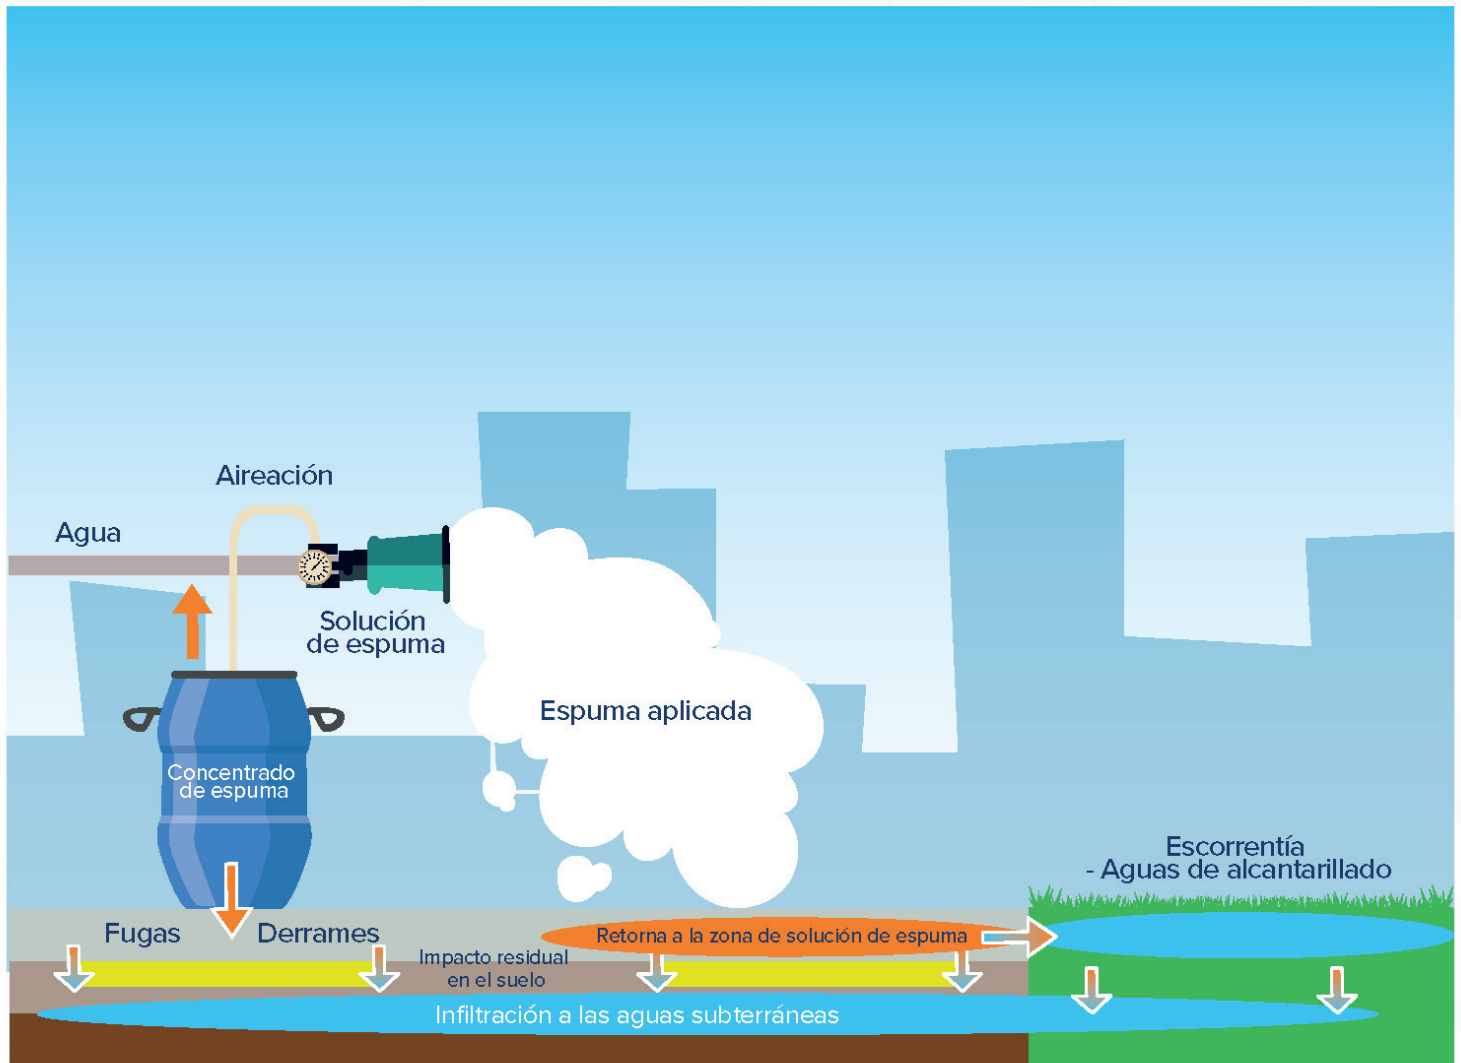 Aireación
Agua
Solución
de espuma
Espuma aplicada
Concentrado
de espuma
Escorrentía
- Aguas de alcantarillado
Fugas
Derrames
Retorna a la zona de solución de espuma
Impacto residual
en el suelo
Infiltración a las aguas subterráneas